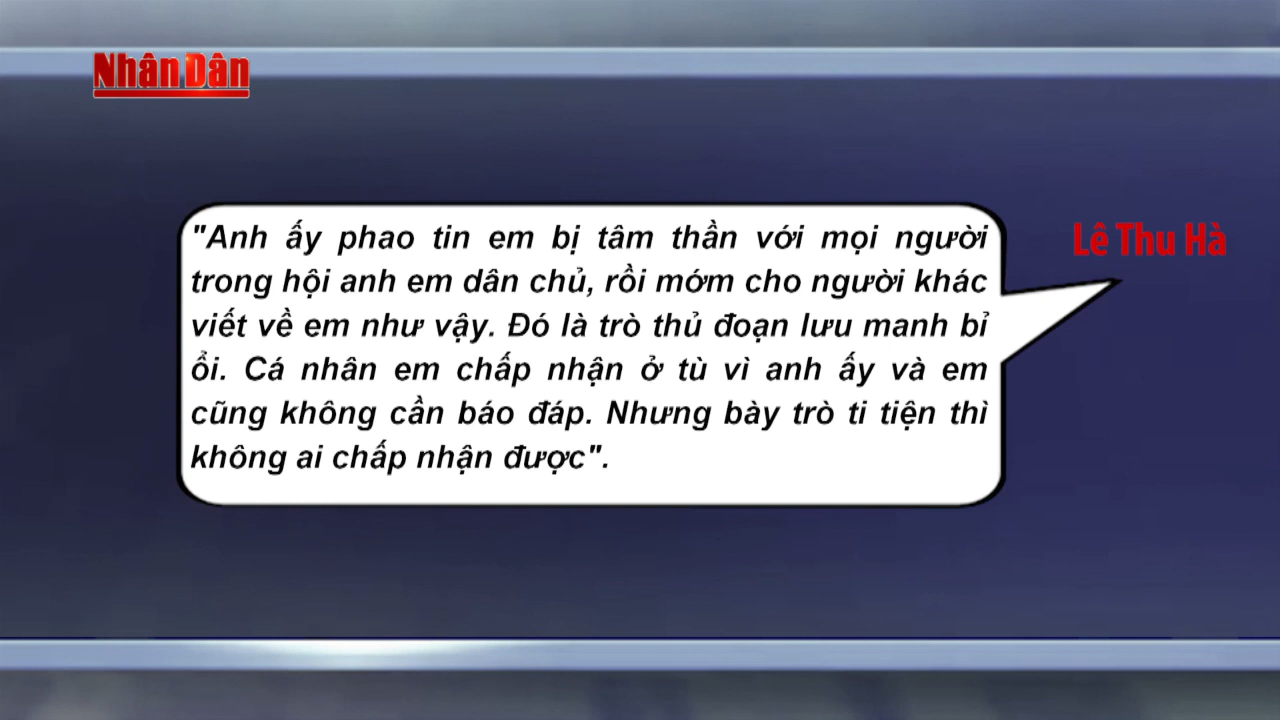 Nhân Dân
"Anh ấy phao tin em bị tâm thần với mọi người
trong hội anh em dân chủ, rồi mớm cho người khác
viết về em như vậy. Đó là trò thủ đoạn lưu manh bỉ
ổi. Cá nhân em chấp nhận ở tù vì anh ấy và em
cũng không cần báo đáp. Nhưng bày trò ti tiện thì
không ai chấp nhận được".
Lê Thu Hà